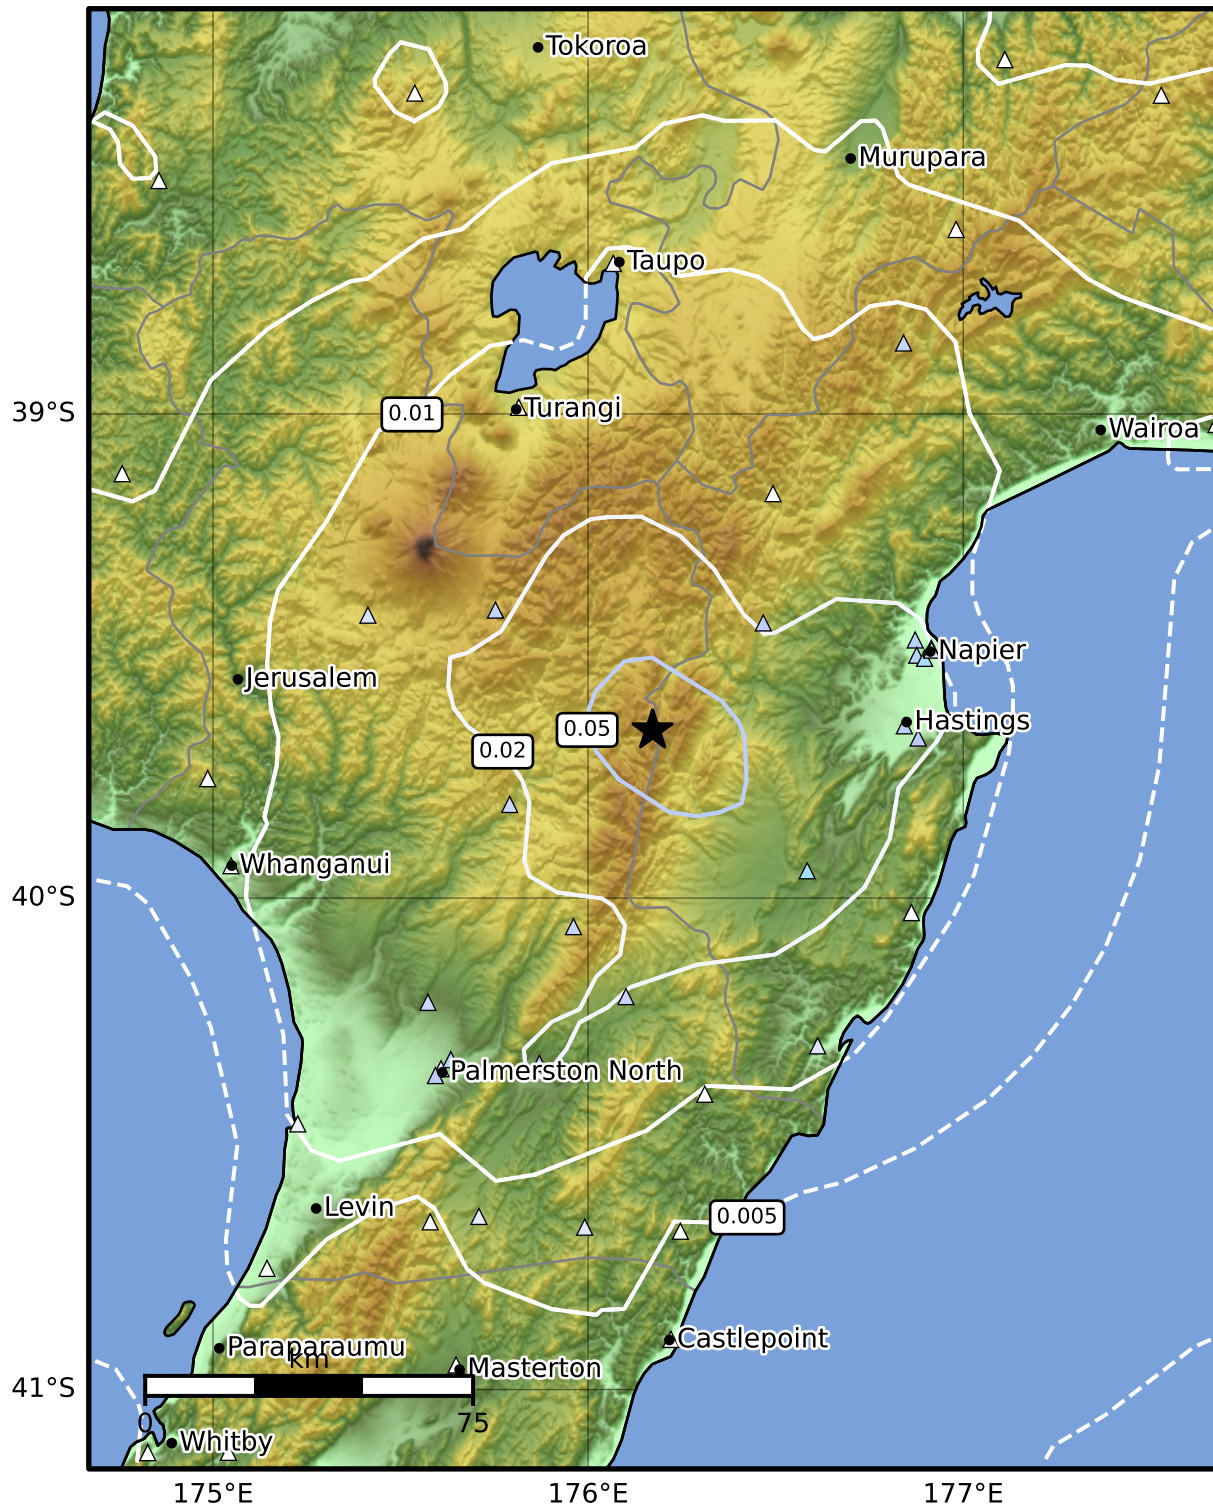 Tokoroa
Murupara
Taupo
39°S
0.01
Turangi
Wairoa
Napier
Jerusalem
Hastings
0.05
0.02
Whanganui
40°S
Palmerston North
Levin
0.005
Castlepoint
Paraparaumu
km
Masterton
41°S
0
75
Whitby
175°E
176°E
177°E